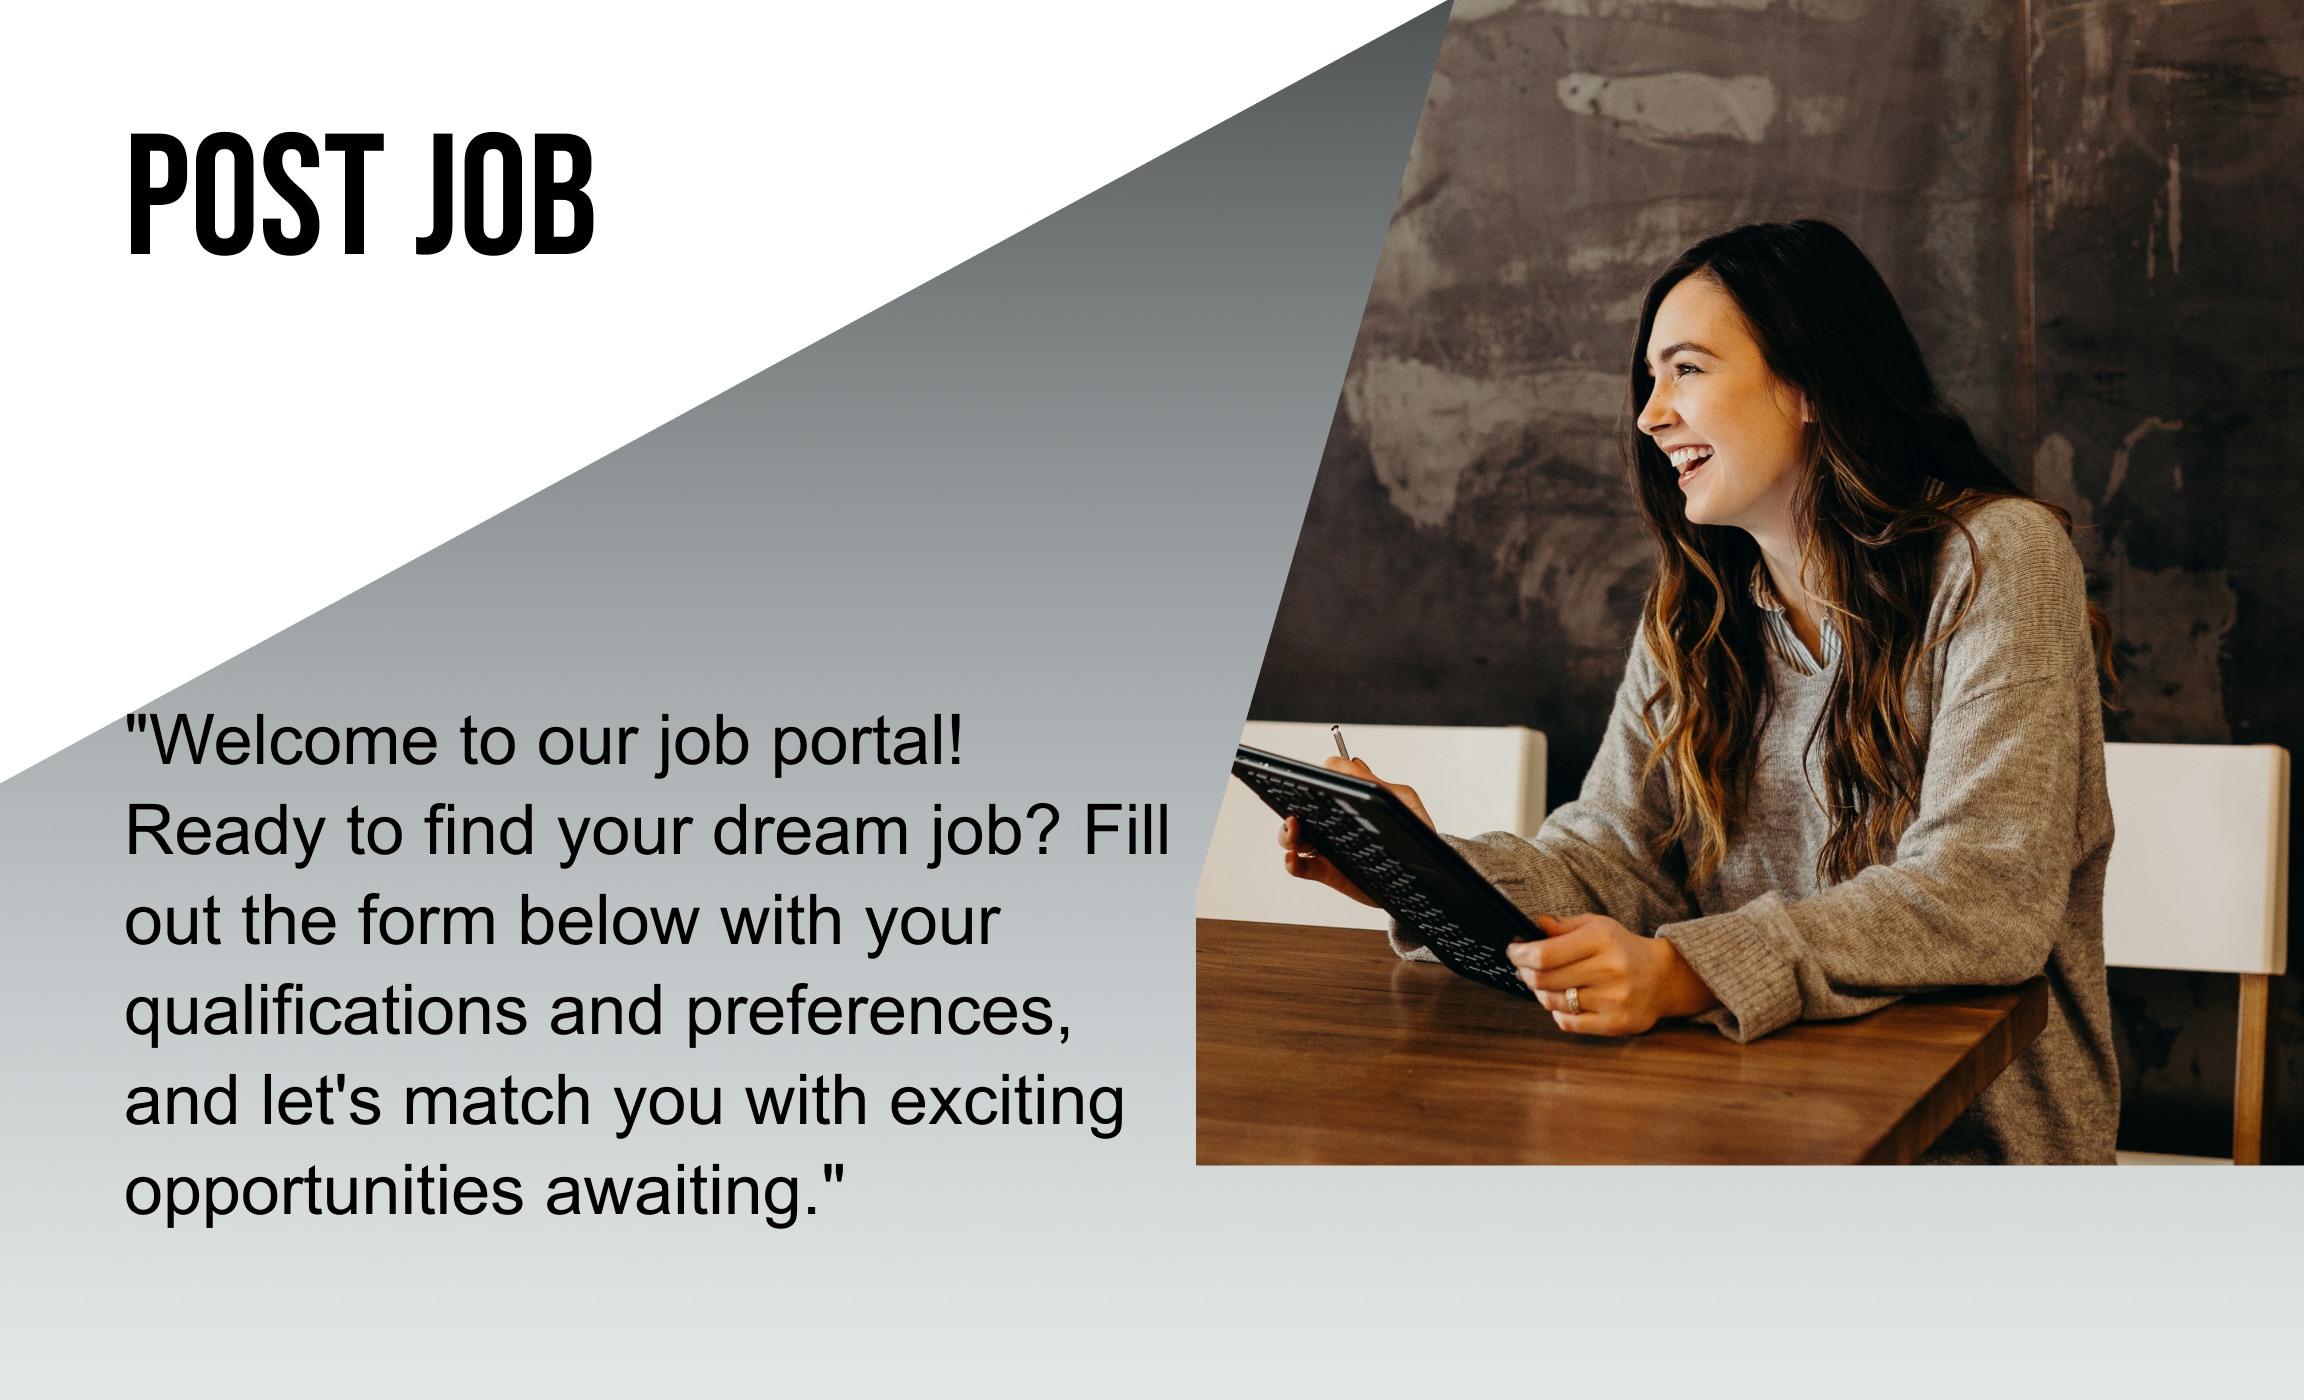 POST JOB
"Welcome to our job portal!
Ready to find your dream job? Fill
out the form below with your
qualifications and preferences,
and let's match you with exciting
opportunities awaiting."